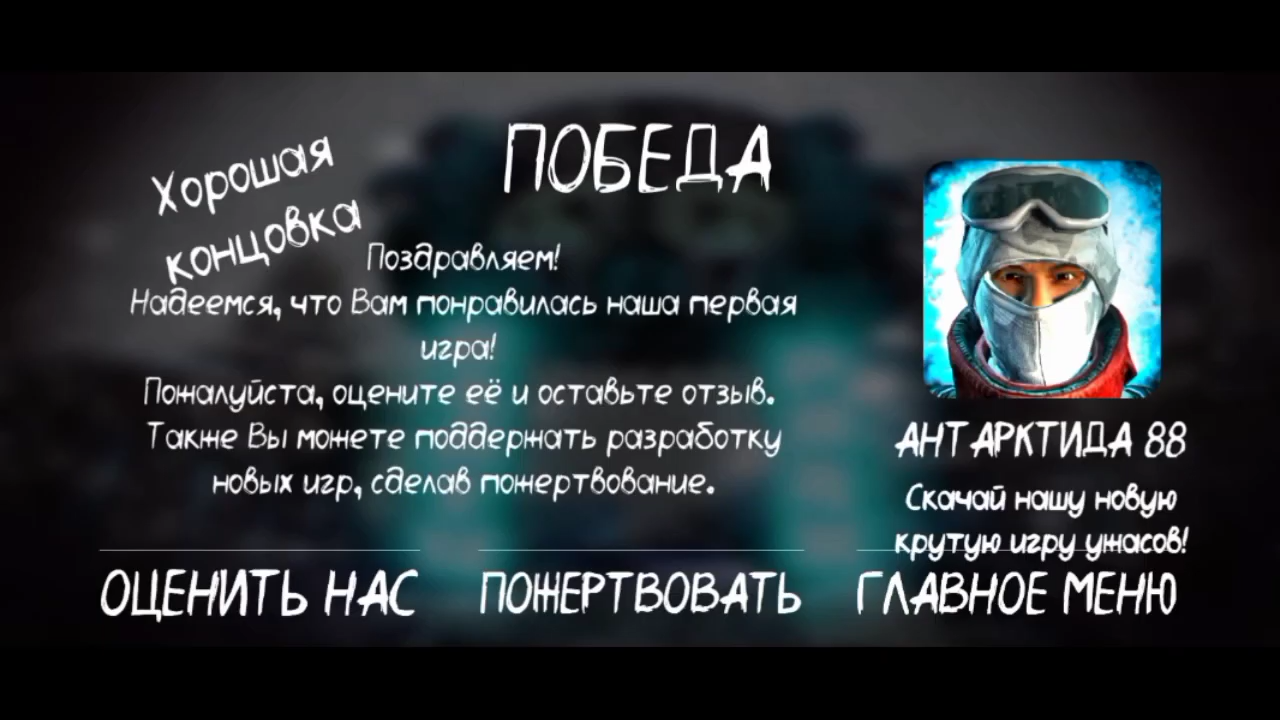 ПОБЕДА
Хорошая
концовка
Поздравляем!
Надеемся, что Вам понравилась наша первая
игра!
Пожалуйста, оцените её и оставьте отзыв.
Также Вы можете поддержать разработку
новых игр, сделав пожертвование.
АНТАРКТИДА 88
Скачай нашу новую
крутую игру ужасов!
ОЦЕНИТЬ НАС
ПОЖЕРТВОВАТЬ
ГЛАВНОЕ МЕНЮ